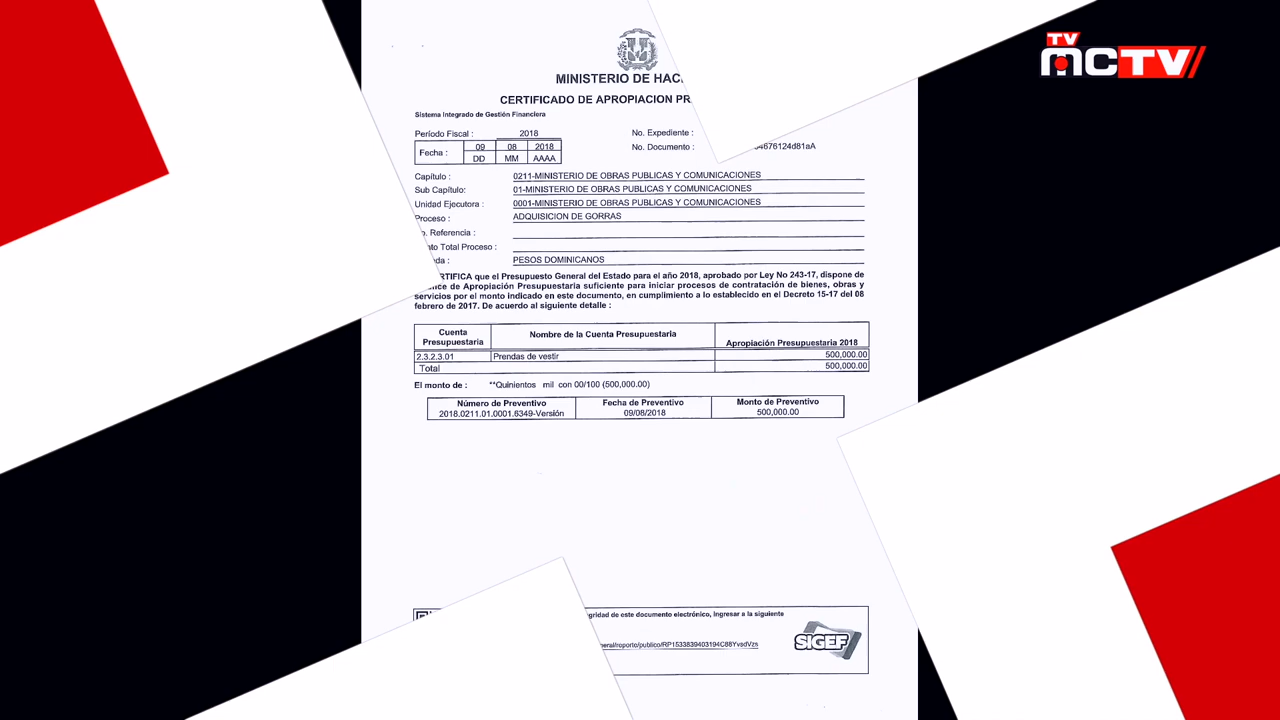 TV
MCTV
MINISTERIO DE HAC
CERTIFICADO DE APROPIACION PR
Sistema Integrado de Gestión Financiera
Período Fiscal : 2018 No. Expediente :
Fecha : 09 08 2018 No. Documento : 4676124d81aA
DD MM AAAA
Capítulo : 0211-MINISTERIO DE OBRAS PUBLICAS Y COMUNICACIONES
Sub Capítulo: 01-MINISTERIO DE OBRAS PUBLICAS Y COMUNICACIONES
Unidad Ejecutora : 0001-MINISTERIO DE OBRAS PUBLICAS Y COMUNICACIONES
Proceso : ADQUISICION DE GORRAS
o. Referencia :
to Total Proceso :
da : PESOS DOMINICANOS
RTIFICA que el Presupuesto General del Estado para el año 2018, aprobado por Ley No 243-17, dispone de
ce de Apropiación Presupuestaria suficiente para iniciar procesos de contratación de bienes, obras y
servicios por el monto indicado en este documento, en cumplimiento a lo establecido en el Decreto 15-17 del 08
febrero de 2017. De acuerdo al siguiente detalle :
Cuenta Presupuestaria Nombre de la Cuenta Presupuestaria Apropiación Presupuestaria 2018
2.3.2.3.01 Prendas de vestir 500,000.00
Total 500,000.00
El monto de : **Quinientos mil con 00/100 (500,000.00)
Número de Preventivo Fecha de Preventivo Monto de Preventivo
2018.0211.01.0001.6349-Versión 09/08/2018 500,000.00
gridad de este documento electrónico, Ingresar a la siguiente
eral/reporto/publico/RP1533839403194C88YvsdVzs
SIGEF